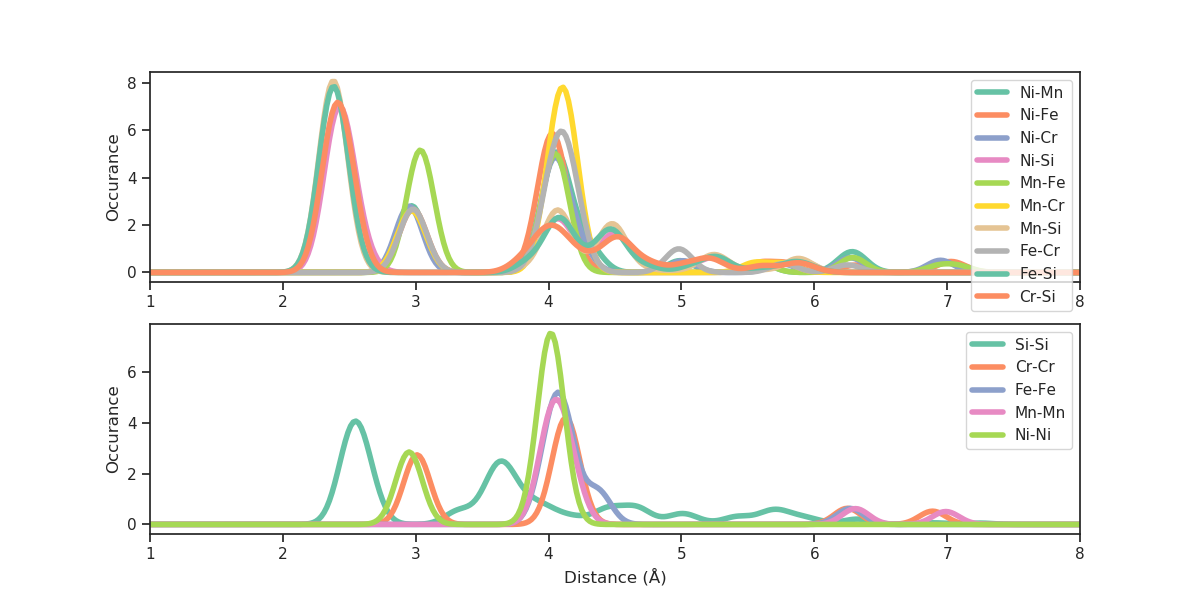 Occurance
8
6
4
2
0
1 2 3 4 5 6 7 8
Ni-Mn
Ni-Fe
Ni-Cr
Ni-Si
Mn-Fe
Mn-Cr
Mn-Si
Fe-Cr
Fe-Si
Cr-Si
Occurance
6
4
2
0
1 2 3 4 5 6 7 8
Si-Si
Cr-Cr
Fe-Fe
Mn-Mn
Ni-Ni
Distance (Å)